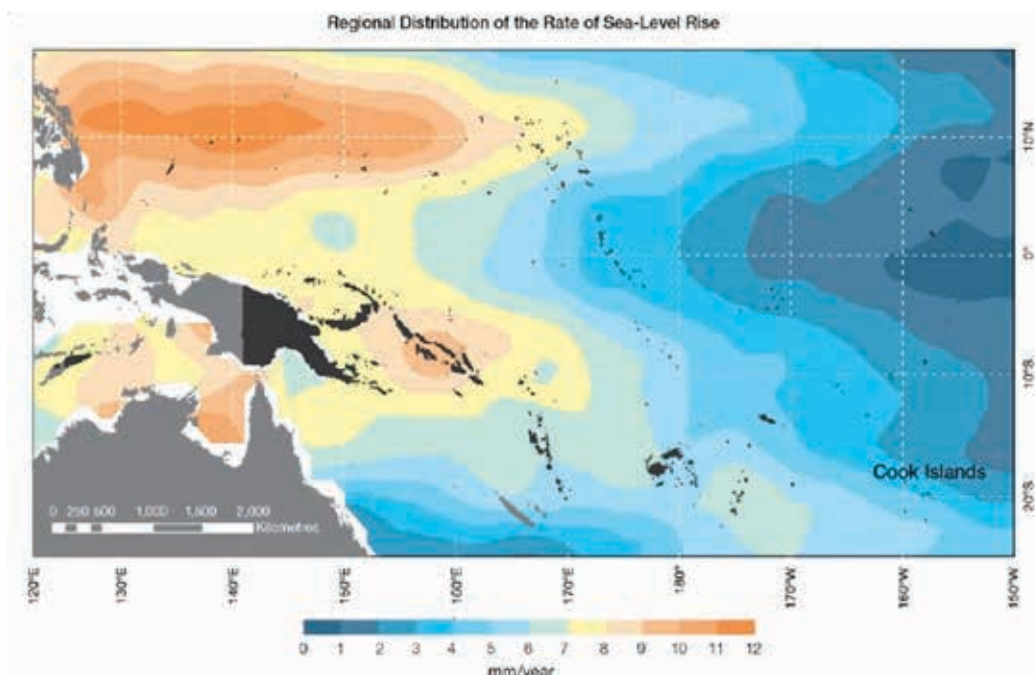 Regional Distribution of the Rate of Sea-Level Rise
10°N
0°
10°S
20°S
Cook Islands
0 250 500 1,000 1,500 2,000
Kilometres
120°E 130°E 140°E 150°E 160°E 170°E 180° 170°W 160°W 150°W
0 1 2 3 4 5 6 7 8 9 10 11 12
mm/year